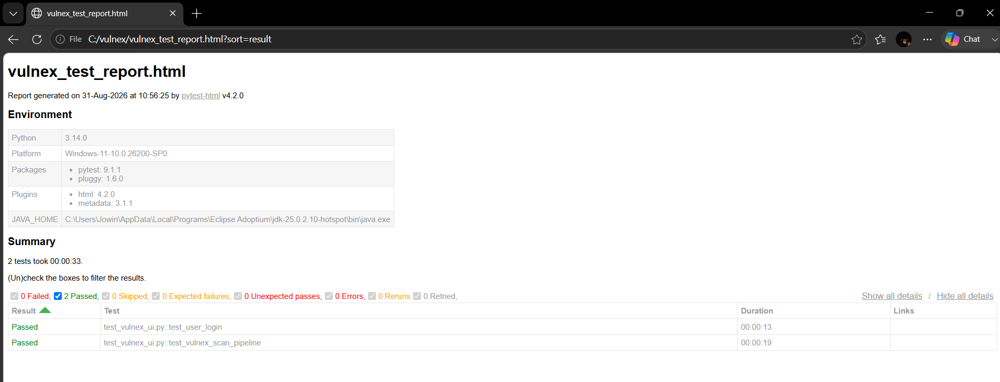 vulnex_test_report.html
File C:/vulnex/vulnex_test_report.html?sort=result
Chat
vulnex_test_report.html
Report generated on 31-Aug-2026 at 10:56:25 by pytest-html v4.2.0
Environment
Python 3.14.0
Platform Windows-11-10.0.26200-SP0
Packages • pytest: 9.1.1
• pluggy: 1.6.0
Plugins • html: 4.2.0
• metadata: 3.1.1
JAVA_HOME C:\Users\Jowin\AppData\Local\Programs\Eclipse Adoptium\jdk-25.0.2.10-hotspot\bin\java.exe
Summary
2 tests took 00:00:33.
(Un)check the boxes to filter the results.
0 Failed, 2 Passed, 0 Skipped, 0 Expected failures, 0 Unexpected passes, 0 Errors, 0 Reruns 0 Retried, Show all details / Hide all details
Result Test Duration Links
Passed test_vulnex_ui.py::test_user_login 00:00:13
Passed test_vulnex_ui.py::test_vulnex_scan_pipeline 00:00:19